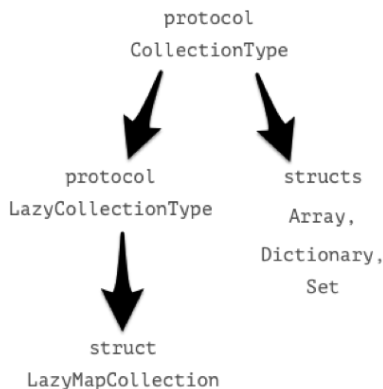 protocol
CollectionType
protocol
LazyCollectionType
structs
Array,
Dictionary,
Set
struct
LazyMapCollection